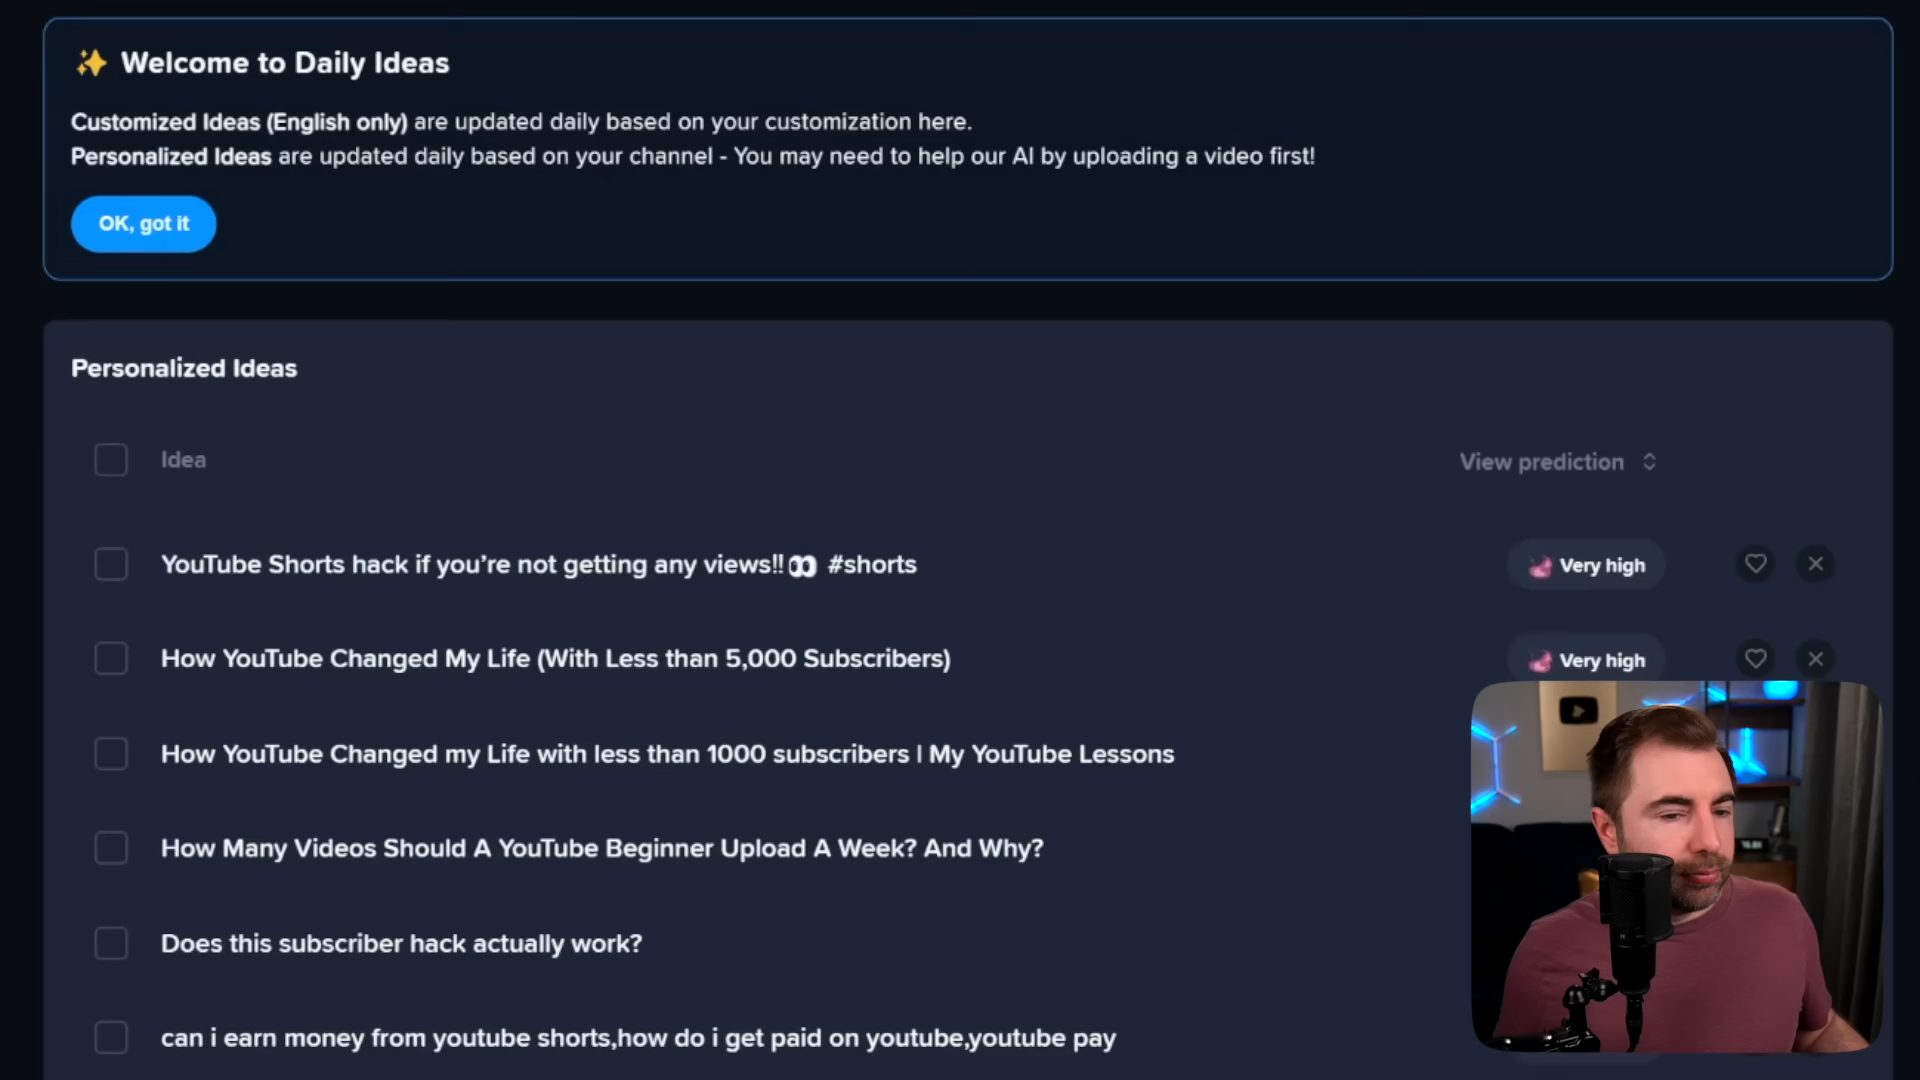 ✨ Welcome to Daily Ideas
Customized Ideas (English only) are updated daily based on your customization here.
Personalized Ideas are updated daily based on your channel - You may need to help our AI by uploading a video first!
OK, got it
Personalized Ideas
Idea
View prediction
YouTube Shorts hack if you’re not getting any views!!👀 #shorts
Very high
How YouTube Changed My Life (With Less than 5,000 Subscribers)
Very high
How YouTube Changed my Life with less than 1000 subscribers | My YouTube Lessons
How Many Videos Should A YouTube Beginner Upload A Week? And Why?
Does this subscriber hack actually work?
can i earn money from youtube shorts,how do i get paid on youtube,youtube pay